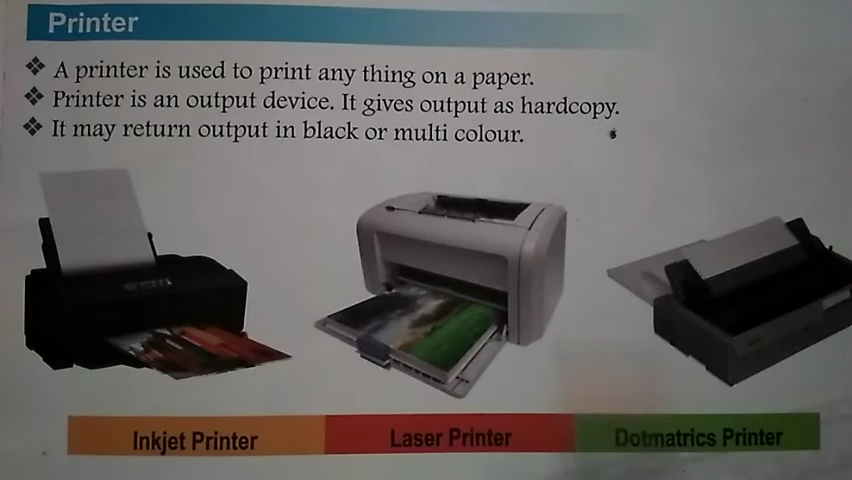 Printer
❖ A printer is used to print any thing on a paper.
❖ Printer is an output device. It gives output as hardcopy.
❖ It may return output in black or multi colour.
Inkjet Printer
Laser Printer
Dotmatrics Printer